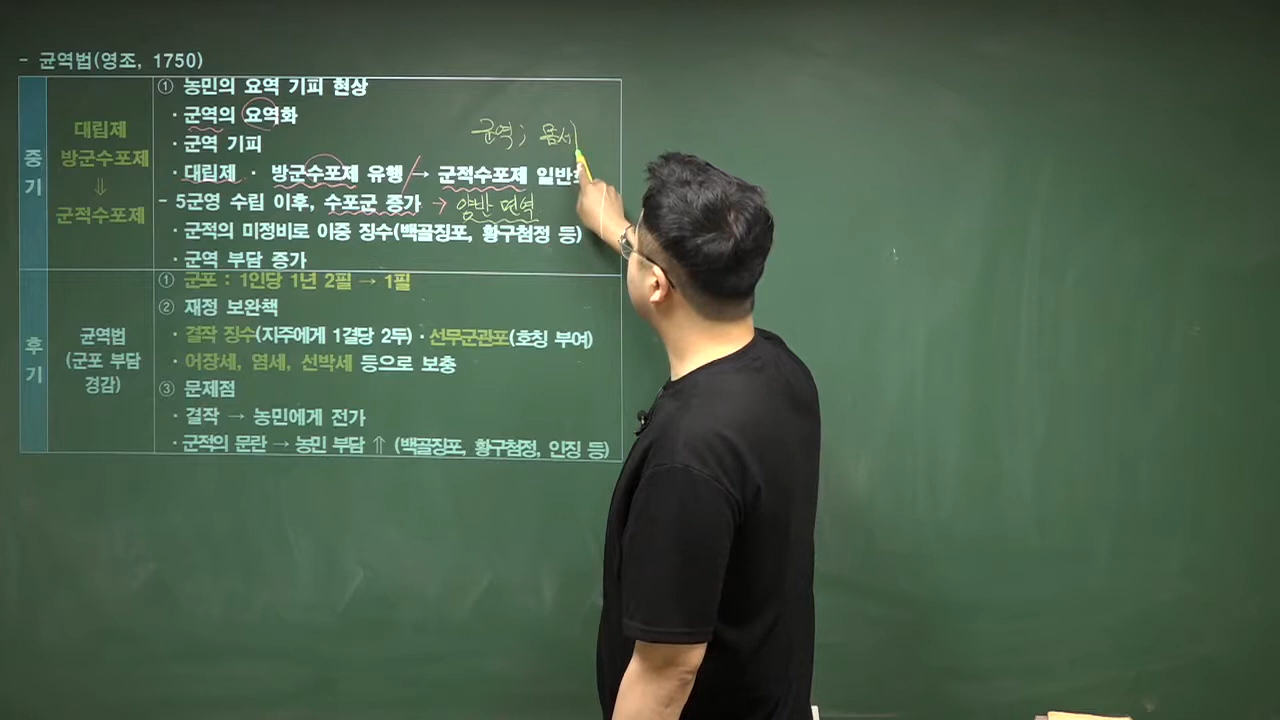 - 균역법(영조, 1750)
중기
대립제
방군수포제
⇓
군적수포제
① 농민의 요역 기피 현상
· 군역의 요역화
· 군역 기피
· 대립제 · 방군수포제 유행 → 군적수포제 일반화
- 5군영 수립 이후, 수포군 증가 → 양반 면역
· 군적의 미정비로 이중 징수(백골징포, 황구첨정 등)
· 군역 부담 증가
군역; 몸세
후기
균역법
(군포 부담
경감)
① 군포 : 1인당 1년 2필 → 1필
② 재정 보완책
· 결작 징수(지주에게 1결당 2두) · 선무군관포(호칭 부여)
· 어장세, 염세, 선박세 등으로 보충
③ 문제점
· 결작 → 농민에게 전가
· 군적의 문란 → 농민 부담 ⇑ (백골징포, 황구첨정, 인징 등)